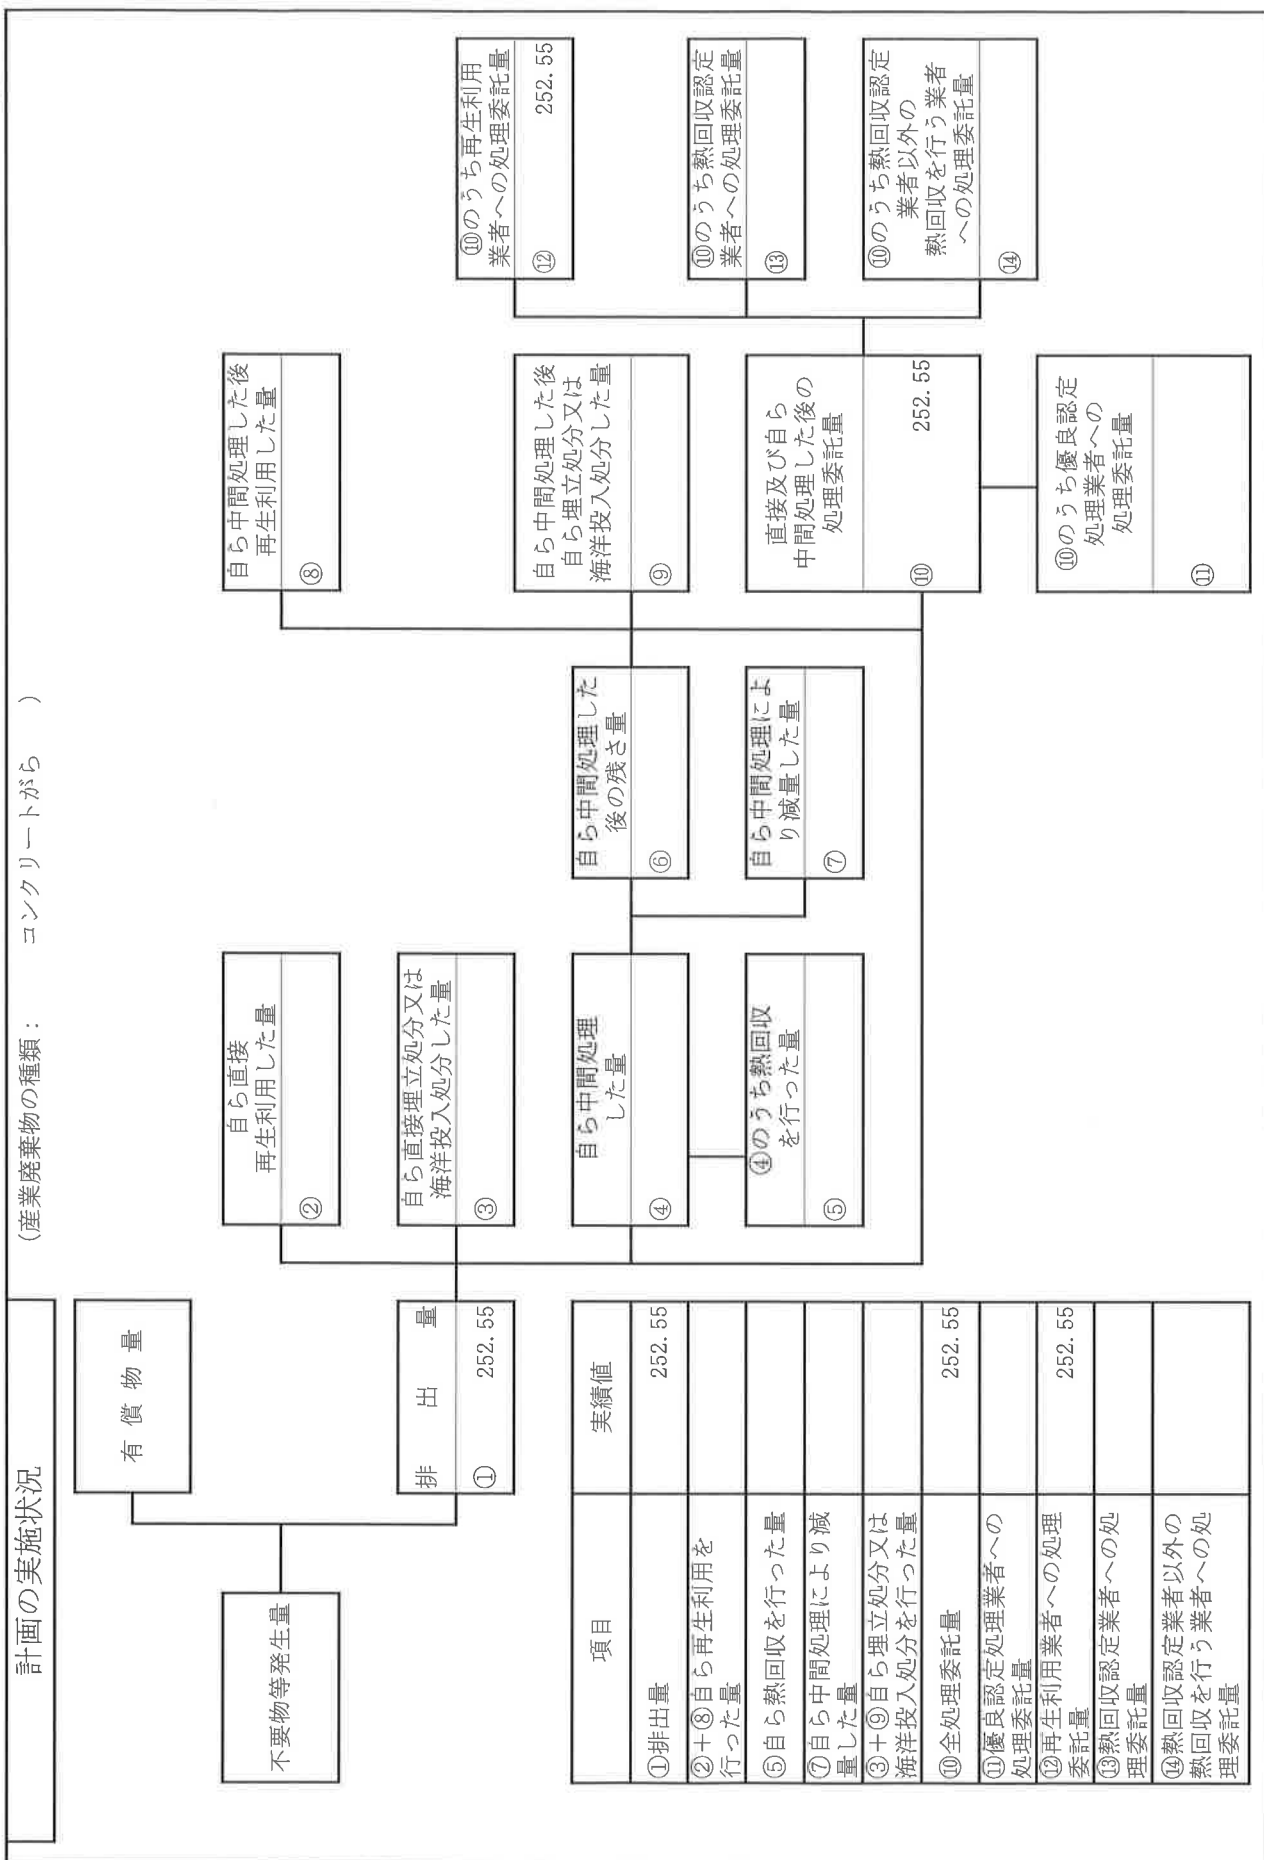 計画の実施状況
（産業廃棄物の種類：　コンクリートがら　）
不要物等発生量
有償物量
排出量
① 252.55
自ら直接
再生利用した量
②
自ら直接埋立処分又は
海洋投入処分した量
③
自ら中間処理
した量
④
④のうち熱回収
を行った量
⑤
自ら中間処理した
後の残さ量
⑥
自ら中間処理によ
り減量した量
⑦
自ら中間処理した後
再生利用した量
⑧
自ら中間処理した後
自ら埋立処分又は
海洋投入処分した量
⑨
直接及び自ら
中間処理した後の
処理委託量
⑩ 252.55
⑩のうち優良認定
処理業者への
処理委託量
⑪
⑩のうち再生利用
業者への処理委託量
⑫ 252.55
⑩のうち熱回収認定
業者への処理委託量
⑬
⑩のうち熱回収認定
業者以外の
熱回収を行う業者
への処理委託量
⑭
項目 実績値
①排出量 252.55
②＋⑧自ら再生利用を
行った量
⑤自ら熱回収を行った量
⑦自ら中間処理により減
量した量
③＋⑨自ら埋立処分又は
海洋投入処分を行った量
⑩全処理委託量 252.55
⑪優良認定処理業者への
処理委託量
⑫再生利用業者への処理
委託量 252.55
⑬熱回収認定業者への処
理委託量
⑭熱回収認定業者以外の
熱回収を行う業者への処
理委託量